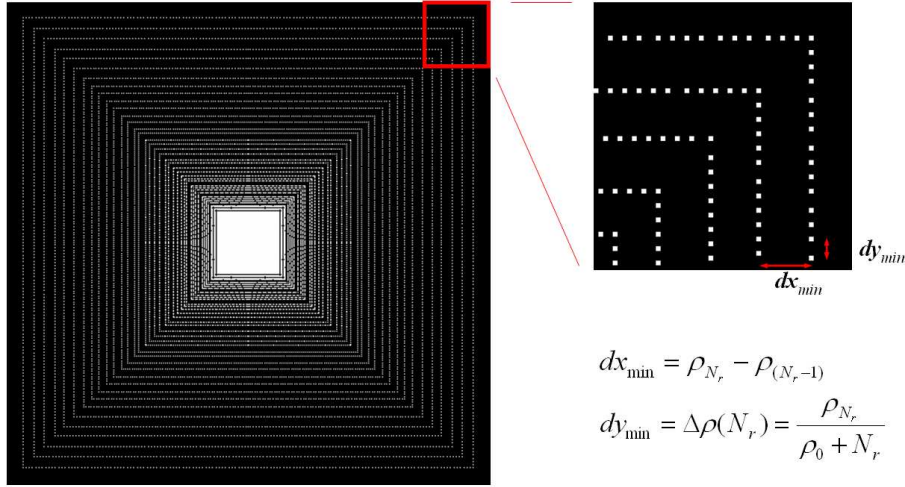 dy_min
dx_min
dx_min = ρ_{N_r} − ρ_{(N_r−1)}
dy_min = Δρ(N_r) = ρ_{N_r} / (ρ_0 + N_r)